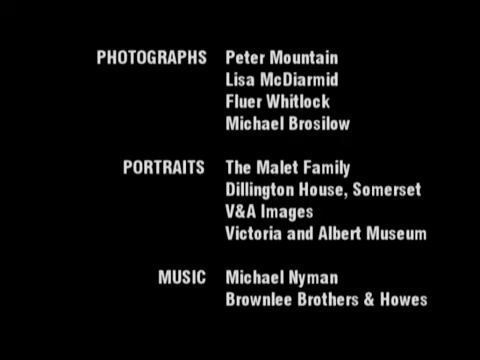 PHOTOGRAPHS Peter Mountain
Lisa McDiarmid
Fluer Whitlock
Michael Brosilow
PORTRAITS The Malet Family
Dillington House, Somerset
V&A Images
Victoria and Albert Museum
MUSIC Michael Nyman
Brownlee Brothers & Howes